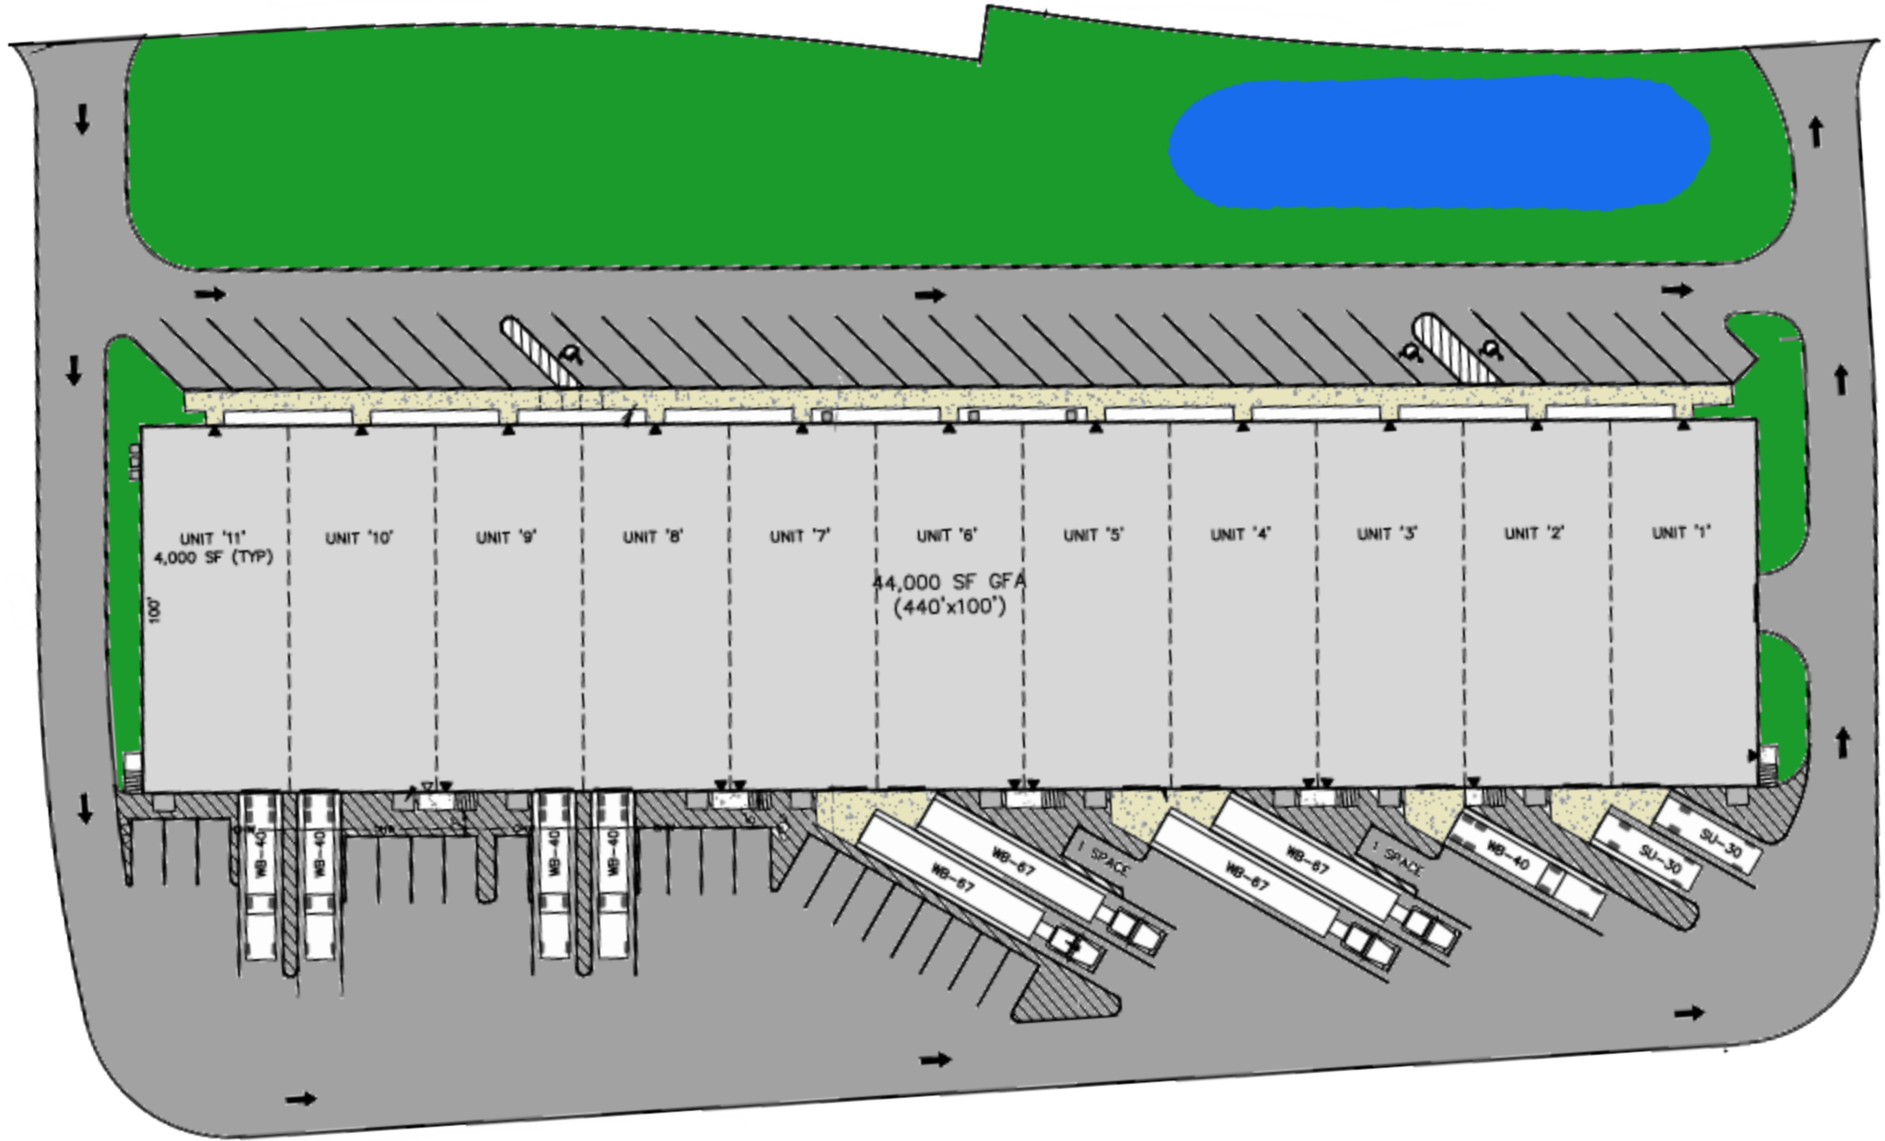 UNIT "11"
4,000 SF (TYP)
UNIT "10"
UNIT "9"
UNIT "8"
UNIT "7"
UNIT "6"
UNIT "5"
UNIT "4"
UNIT "3"
UNIT "2"
UNIT "1"
44,000 SF GFA
(440'x100')
100'
WB-40
WB-40
WB-40
WB-40
WB-67
WB-67
1 SPACE
WB-67
WB-67
1 SPACE
WB-40
SU-30
SU-30